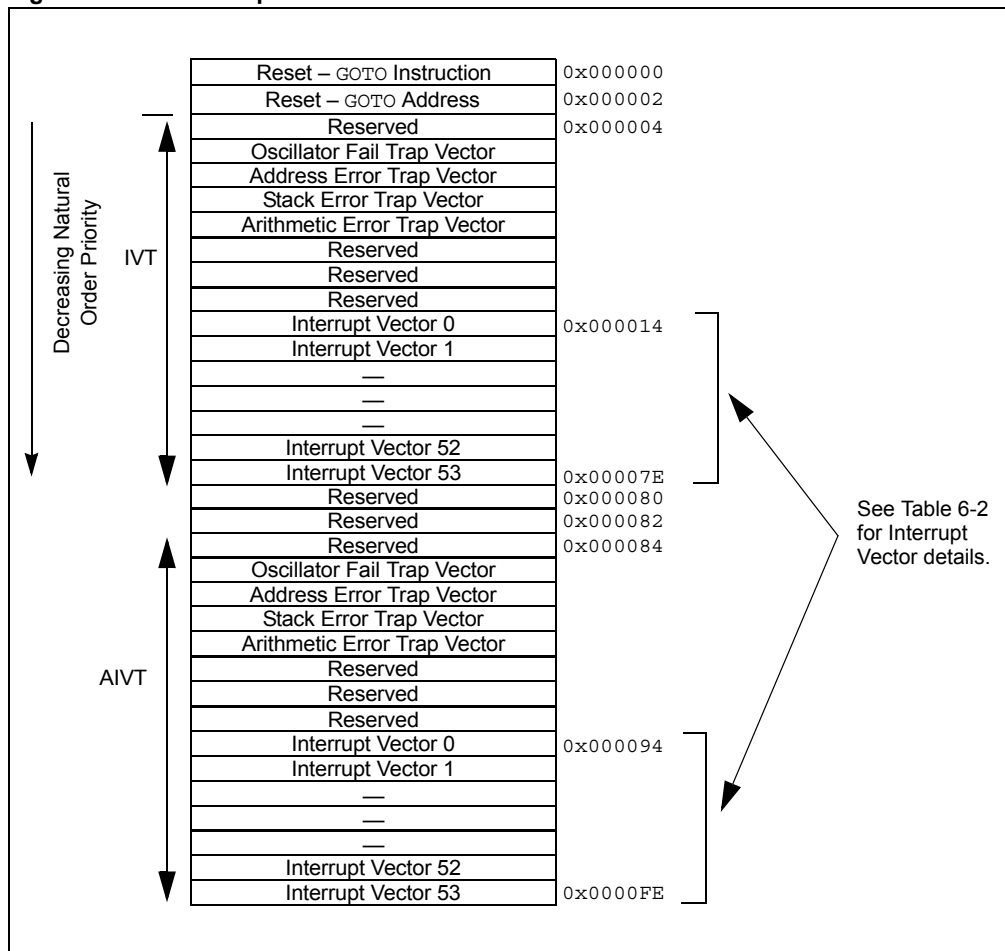 Reset – GOTO Instruction 0x000000
Reset – GOTO Address 0x000002
Reserved 0x000004
Oscillator Fail Trap Vector
Address Error Trap Vector
Stack Error Trap Vector
Arithmetic Error Trap Vector
Reserved
Reserved
Reserved
Interrupt Vector 0 0x000014
Interrupt Vector 1
—
—
—
Interrupt Vector 52
Interrupt Vector 53 0x00007E
Reserved 0x000080
Reserved 0x000082
Reserved 0x000084
Oscillator Fail Trap Vector
Address Error Trap Vector
Stack Error Trap Vector
Arithmetic Error Trap Vector
Reserved
Reserved
Reserved
Interrupt Vector 0 0x000094
Interrupt Vector 1
—
—
—
Interrupt Vector 52
Interrupt Vector 53 0x0000FE
Decreasing Natural
Order Priority
IVT
AIVT
See Table 6-2
for Interrupt
Vector details.